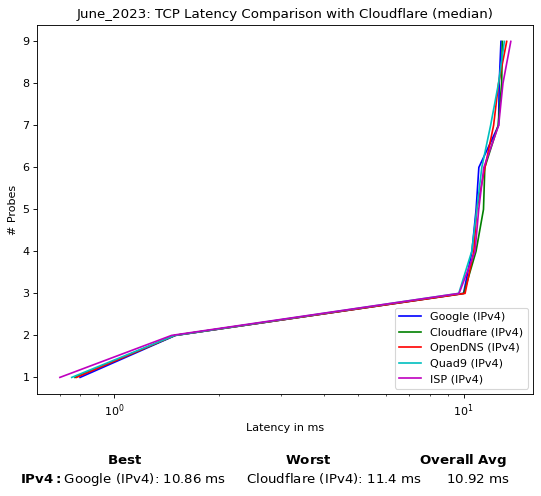 June_2023: TCP Latency Comparison with Cloudflare (median)
# Probes
9
8
7
6
5
4
3
2
1
Google (IPv4)
Cloudflare (IPv4)
OpenDNS (IPv4)
Quad9 (IPv4)
ISP (IPv4)
10⁰
10¹
Latency in ms
Best Worst Overall Avg
IPv4: Google (IPv4): 10.86 ms Cloudflare (IPv4): 11.4 ms 10.92 ms